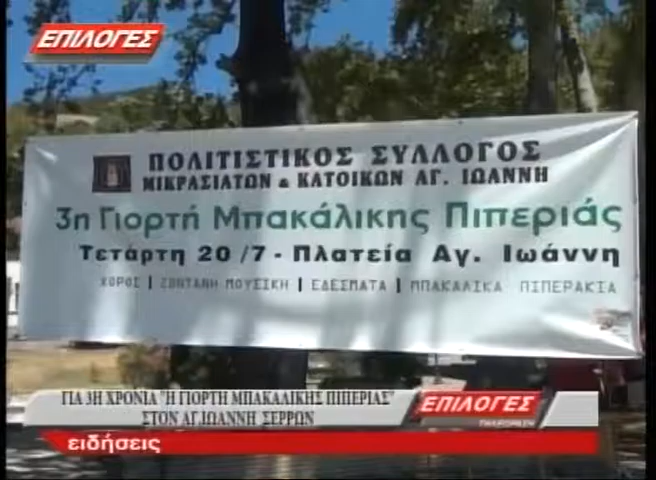 ΕΠΙΛΟΓΕΣ
ΠΟΛΙΤΙΣΤΙΚΟΣ ΣΥΛΛΟΓΟΣ
ΜΙΚΡΑΣΙΑΤΩΝ & ΚΑΤΟΙΚΩΝ ΑΓ. ΙΩΑΝΝΗ
3η Γιορτή Μπακάλικης Πιπεριάς
Τετάρτη 20/7 - Πλατεία Αγ. Ιωάννη
ΧΟΡΟΣ | ΖΩΝΤΑΝΗ ΜΟΥΣΙΚΗ | ΕΔΕΣΜΑΤΑ | ΜΠΑΚΑΛΙΚΑ ΠΙΠΕΡΑΚΙΑ
ΓΙΑ 3Η ΧΡΟΝΙΑ "Η ΓΙΟΡΤΗ ΜΠΑΚΑΛΙΚΗΣ ΠΙΠΕΡΙΑΣ"
ΣΤΟΝ ΑΓ.ΙΩΑΝΝΗ ΣΕΡΡΩΝ
ΕΠΙΛΟΓΕΣ
ΤΗΛΕΟΡΑΣΗ
ειδήσεις